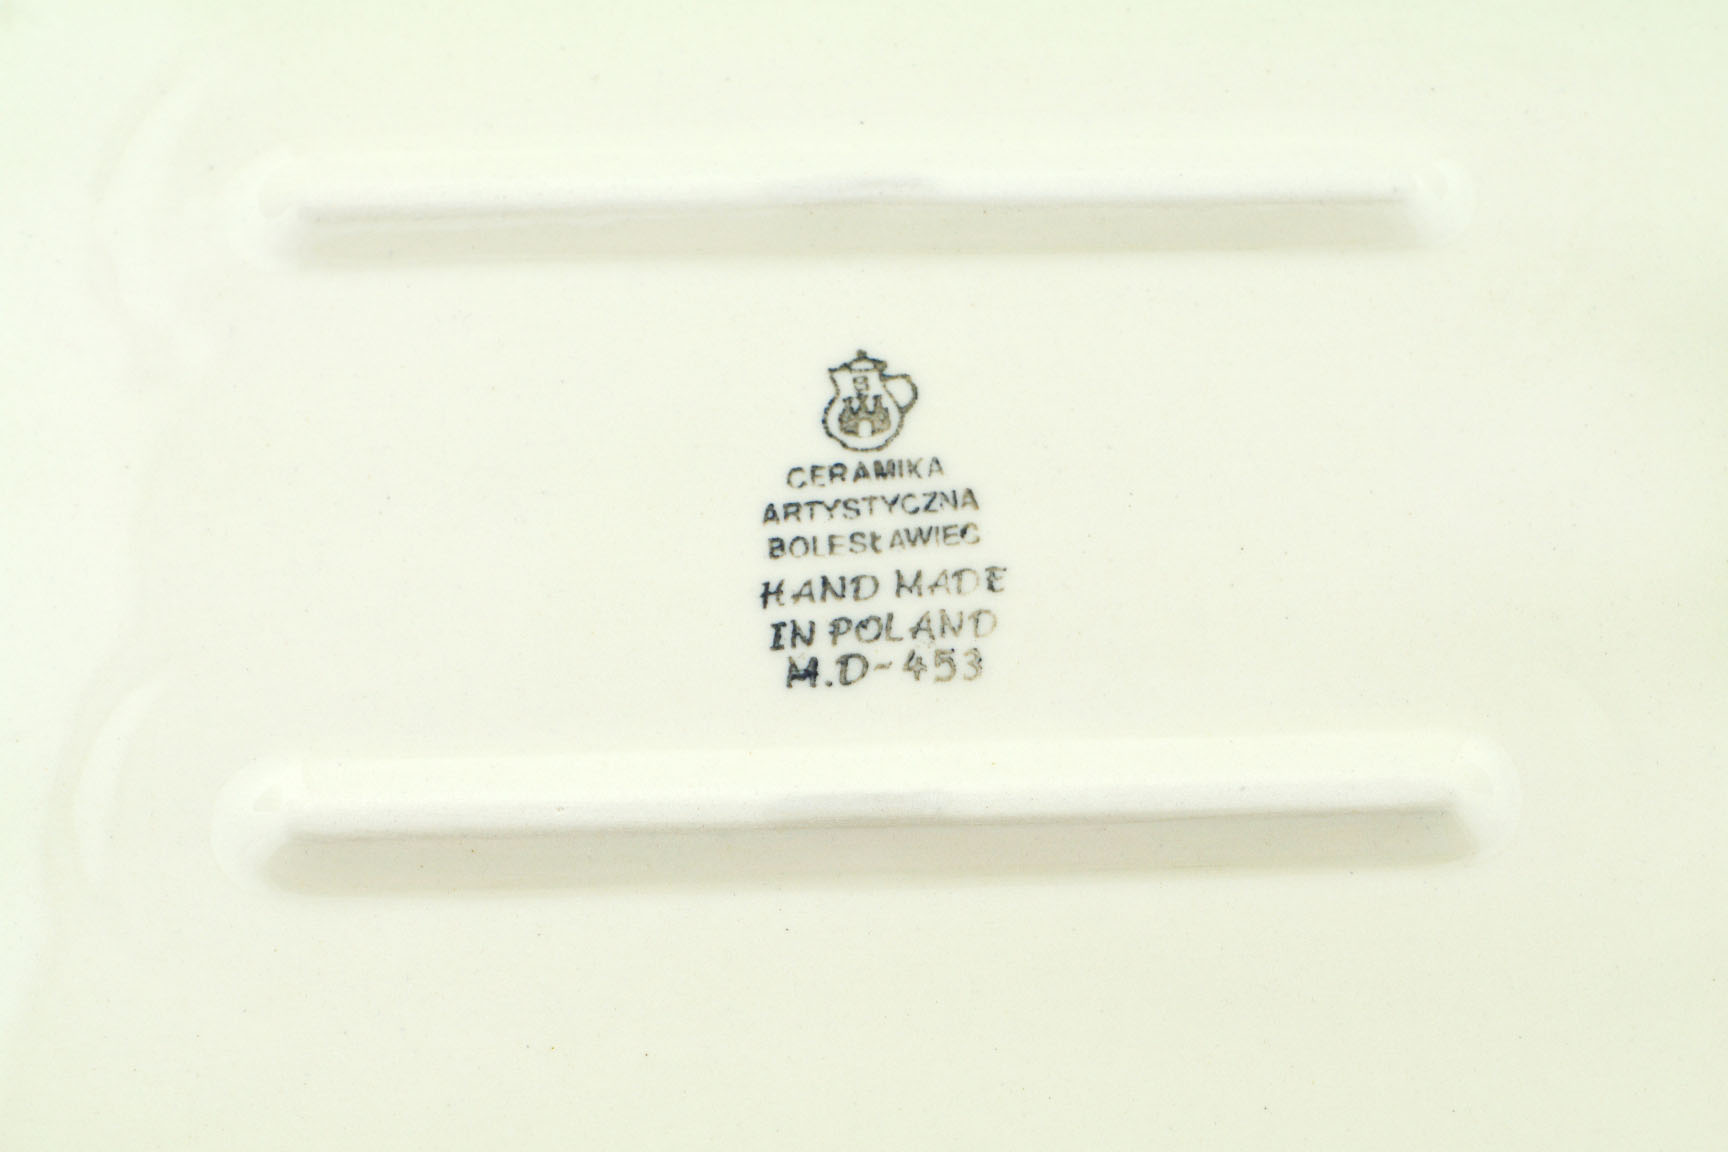 CERAMIKA
ARTYSTYCZNA
BOLESŁAWIEC
HAND MADE
IN POLAND
M.D-453